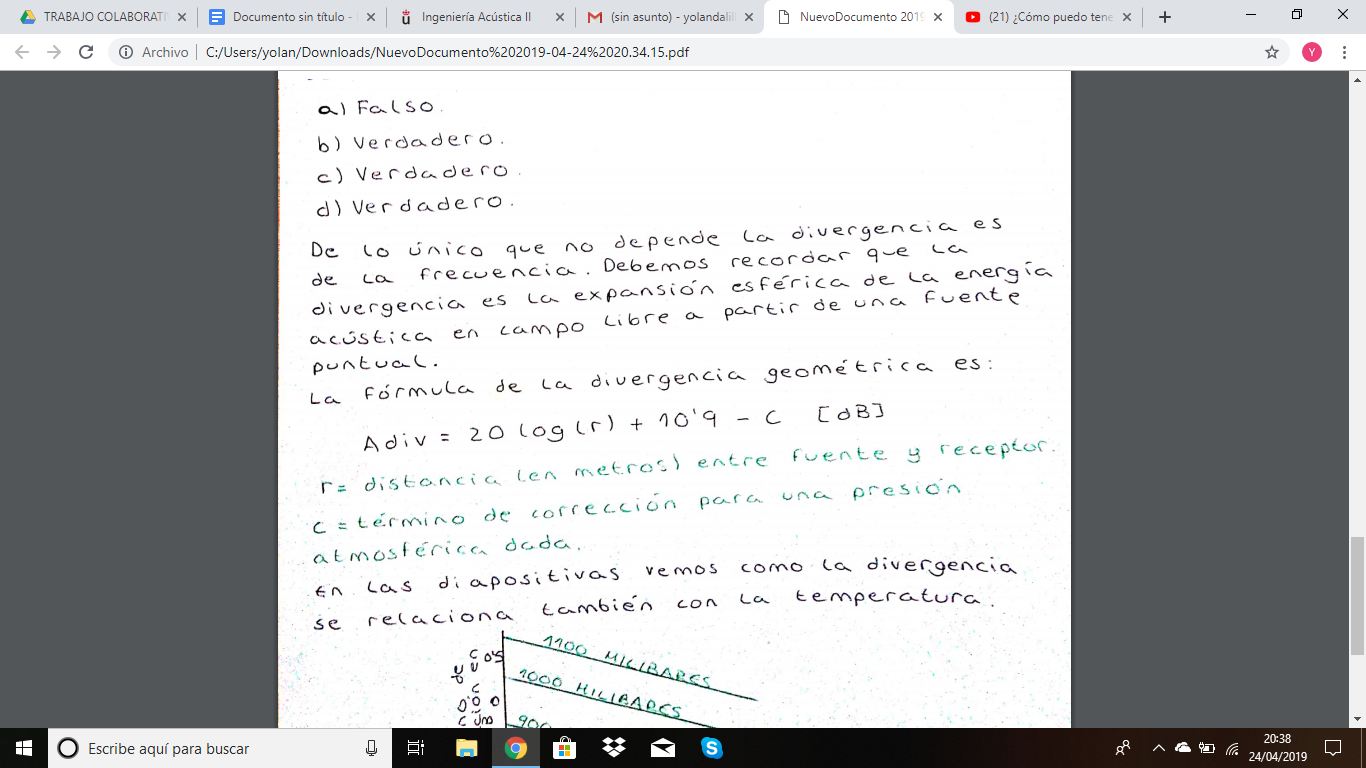 TRABAJO COLABORATI
Documento sin título -
Ingeniería Acústica II
(sin asunto) - yolandalil
NuevoDocumento 2019
(21) ¿Cómo puedo tene
Archivo
C:/Users/yolan/Downloads/NuevoDocumento%202019-04-24%2020.34.15.pdf
Y
a) Falso.
b) Verdadero.
c) Verdadero.
d) Verdadero.
De lo único que no depende la divergencia es
de la frecuencia. Debemos recordar que la
divergencia es la expansión esférica de la energía
acústica en campo libre a partir de una fuente
puntual.
La fórmula de la divergencia geométrica es:
Adiv = 20 log (r) + 10'9 - C [dB]
r = distancia (en metros) entre fuente y receptor.
C = término de corrección para una presión
atmosférica dada.
En las diapositivas vemos como la divergencia
se relaciona también con la temperatura.
1100 MILIBARES
0'5
1000 MILIBARES
0
900
Escribe aquí para buscar
20:38
24/04/2019